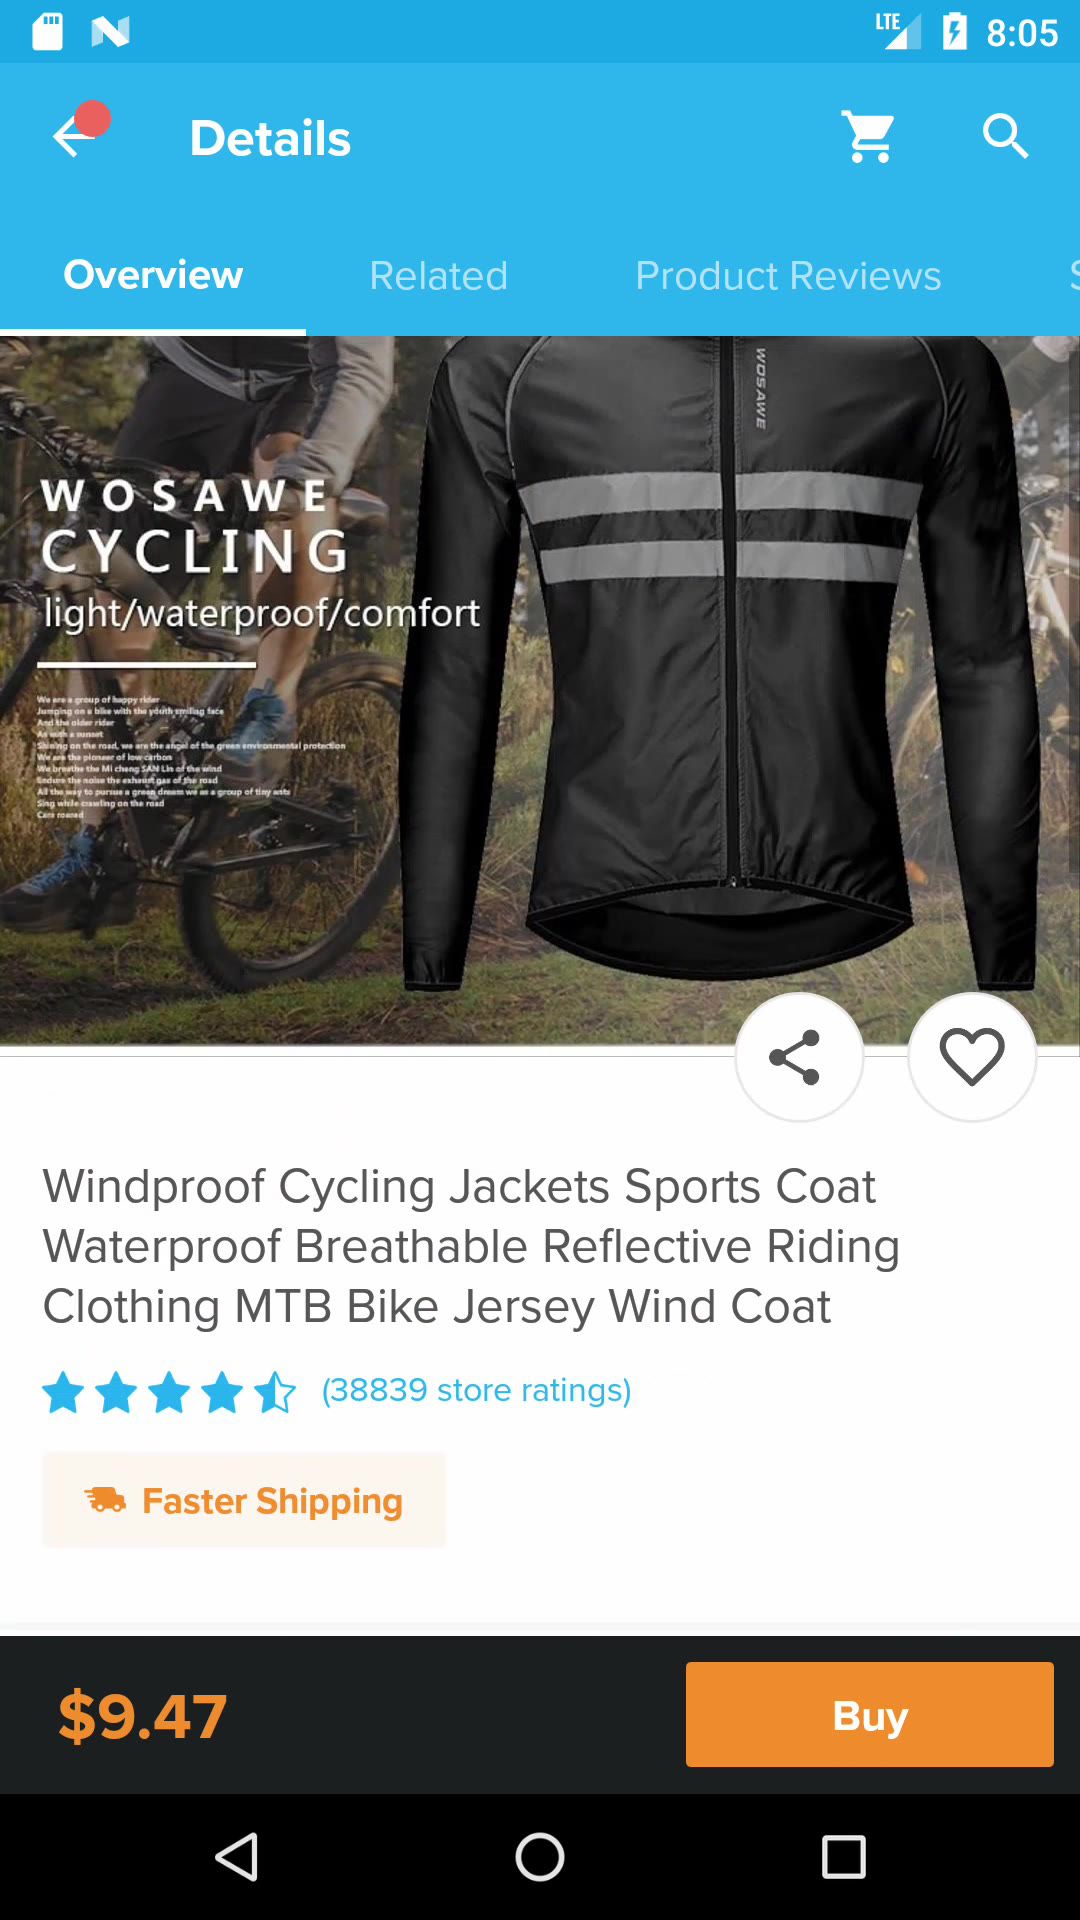 LTE 8:05
Details
Overview Related Product Reviews S
WOSAWE
WOSAWE
CYCLING
light/waterproof/comfort
We are a group of happy rider
Jumping on a bike with the youth smiling face
And the older rider
As with a sunset
Shining on the road, we are the angel of the green environmental protection
We are the pioneer of low carbon
We breathe the Mi cheng SAN Lin of the wind
Endure the noise the exhaust gas of the road
All the way to pursue a green dream we as a group of tiny ants
Sing while crawling on the road
Care roared
Windproof Cycling Jackets Sports Coat
Waterproof Breathable Reflective Riding
Clothing MTB Bike Jersey Wind Coat
(38839 store ratings)
Faster Shipping
$9.47 Buy